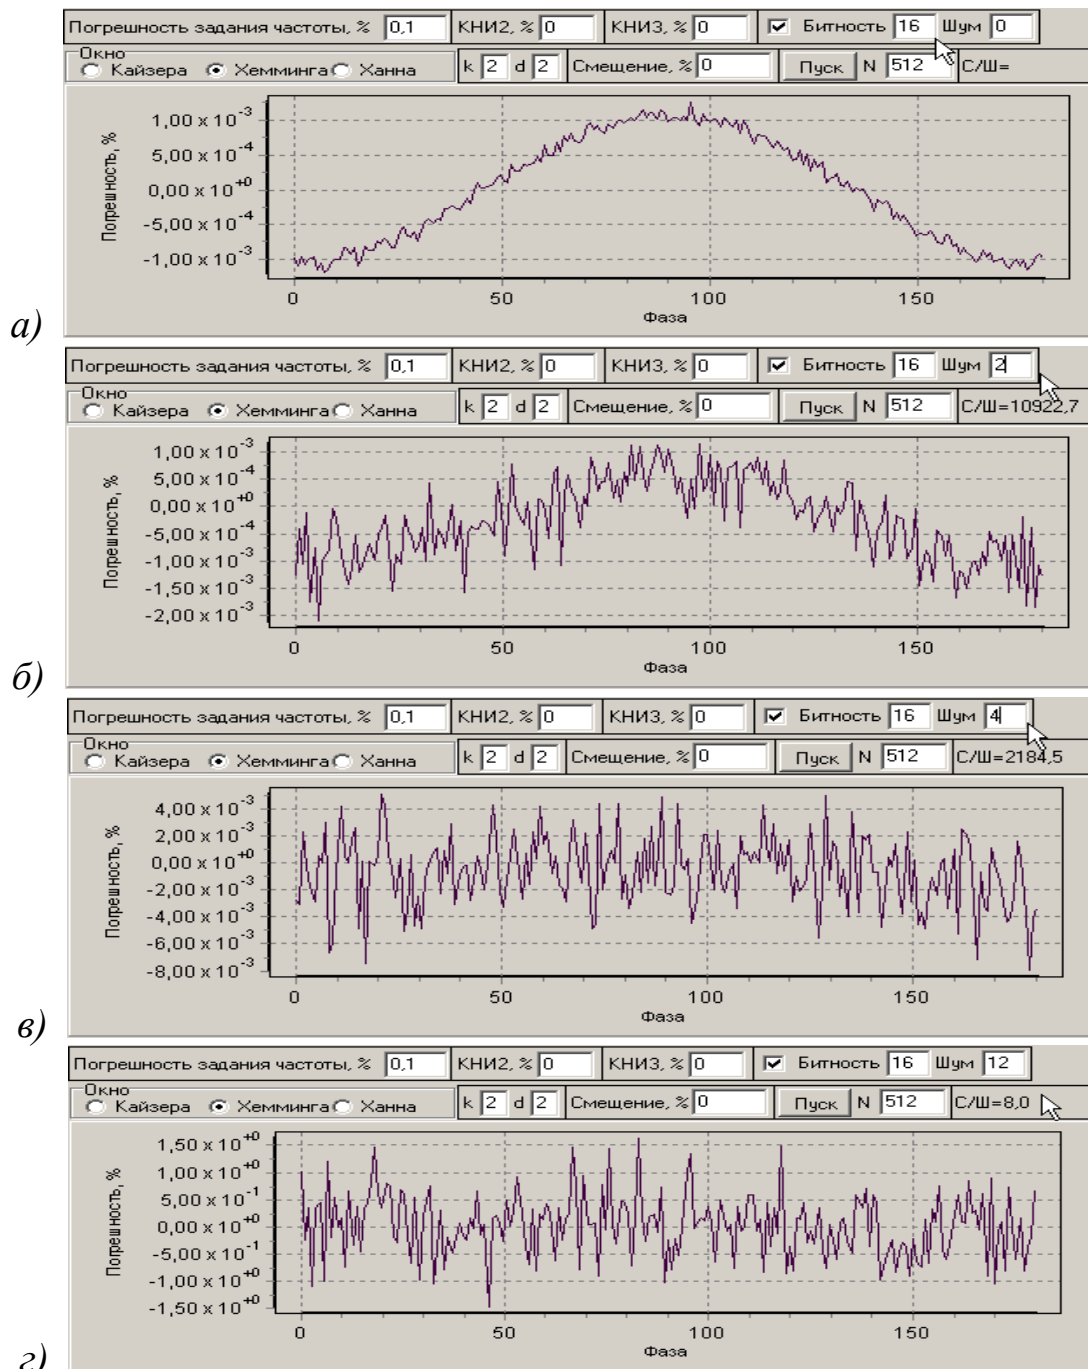 Погрешность задания частоты, % 0,1 КНИ2, % 0 КНИ3, % 0 Битность 16 Шум 0
Окно
Кайзера Хемминга Ханна k 2 d 2 Смещение, % 0 Пуск N 512 С/Ш=
Погрешность, %
1,00 x 10⁻³
5,00 x 10⁻⁴
0,00 x 10⁺⁰
-5,00 x 10⁻⁴
-1,00 x 10⁻³
0 50 100 150
Фаза
а)
Погрешность задания частоты, % 0,1 КНИ2, % 0 КНИ3, % 0 Битность 16 Шум 2
Окно
Кайзера Хемминга Ханна k 2 d 2 Смещение, % 0 Пуск N 512 С/Ш=10922,7
Погрешность, %
1,00 x 10⁻³
5,00 x 10⁻⁴
0,00 x 10⁺⁰
-5,00 x 10⁻⁴
-1,00 x 10⁻³
-1,50 x 10⁻³
-2,00 x 10⁻³
0 50 100 150
Фаза
б)
Погрешность задания частоты, % 0,1 КНИ2, % 0 КНИ3, % 0 Битность 16 Шум 4
Окно
Кайзера Хемминга Ханна k 2 d 2 Смещение, % 0 Пуск N 512 С/Ш=2184,5
Погрешность, %
4,00 x 10⁻³
2,00 x 10⁻³
0,00 x 10⁺⁰
-2,00 x 10⁻³
-4,00 x 10⁻³
-6,00 x 10⁻³
-8,00 x 10⁻³
0 50 100 150
Фаза
в)
Погрешность задания частоты, % 0,1 КНИ2, % 0 КНИ3, % 0 Битность 16 Шум 12
Окно
Кайзера Хемминга Ханна k 2 d 2 Смещение, % 0 Пуск N 512 С/Ш=8,0
Погрешность, %
1,50 x 10⁺⁰
1,00 x 10⁺⁰
5,00 x 10⁻¹
0,00 x 10⁺⁰
-5,00 x 10⁻¹
-1,00 x 10⁺⁰
-1,50 x 10⁺⁰
0 50 100 150
Фаза
г)